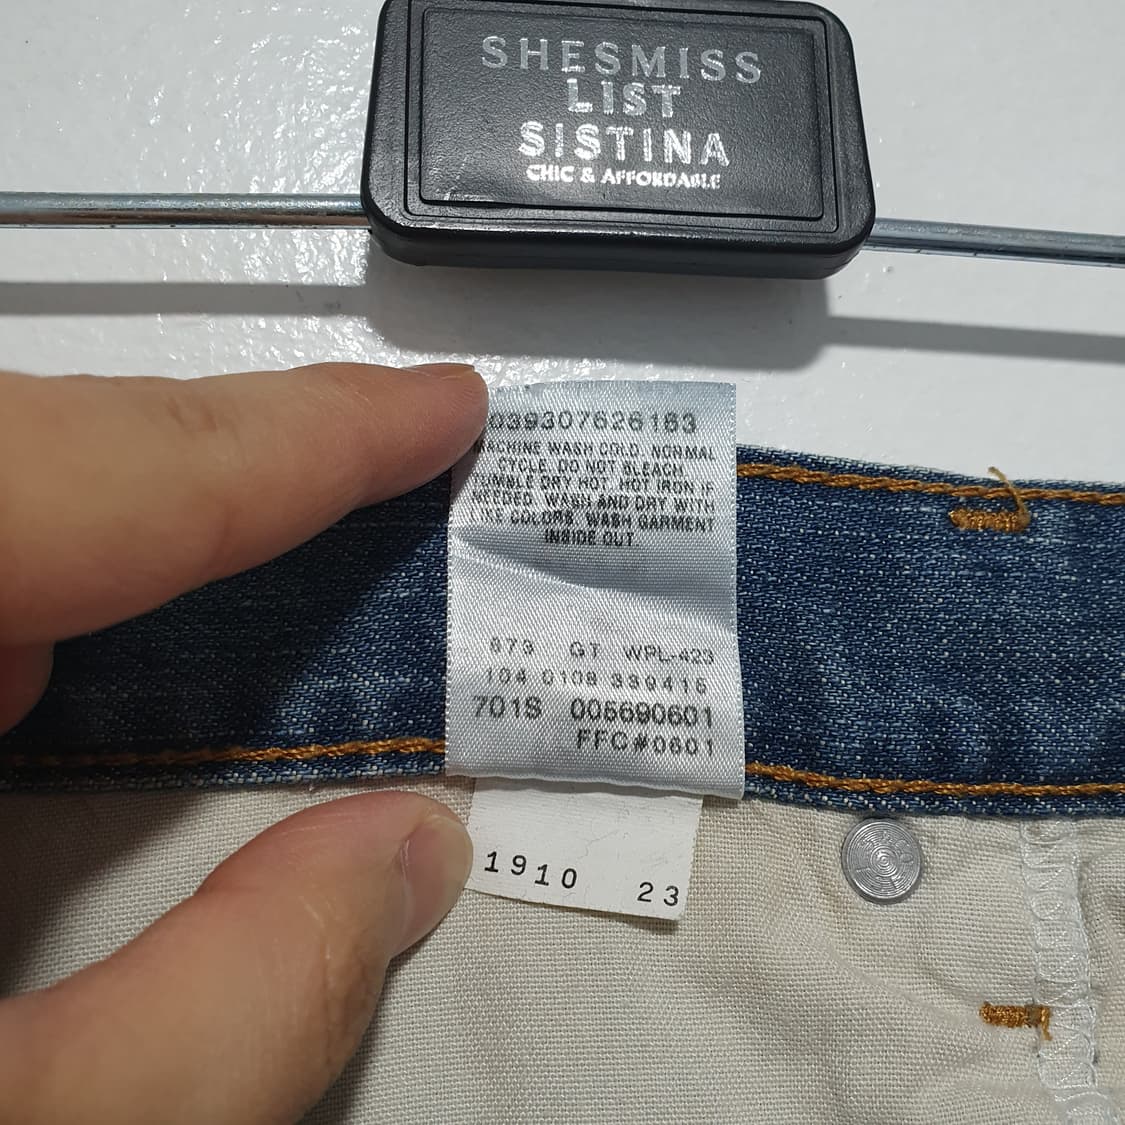 SHESMISS
LIST
SISTINA
CHIC & AFFORDABLE
039307626163
MACHINE WASH COLD, NORMAL
CYCLE. DO NOT BLEACH.
TUMBLE DRY HOT. HOT IRON IF
NEEDED. WASH AND DRY WITH
LIKE COLORS. WASH GARMENT
INSIDE OUT.
673 GT WPL-423
104 0108 339415
701S 005690601
FFC#0601
1910 23